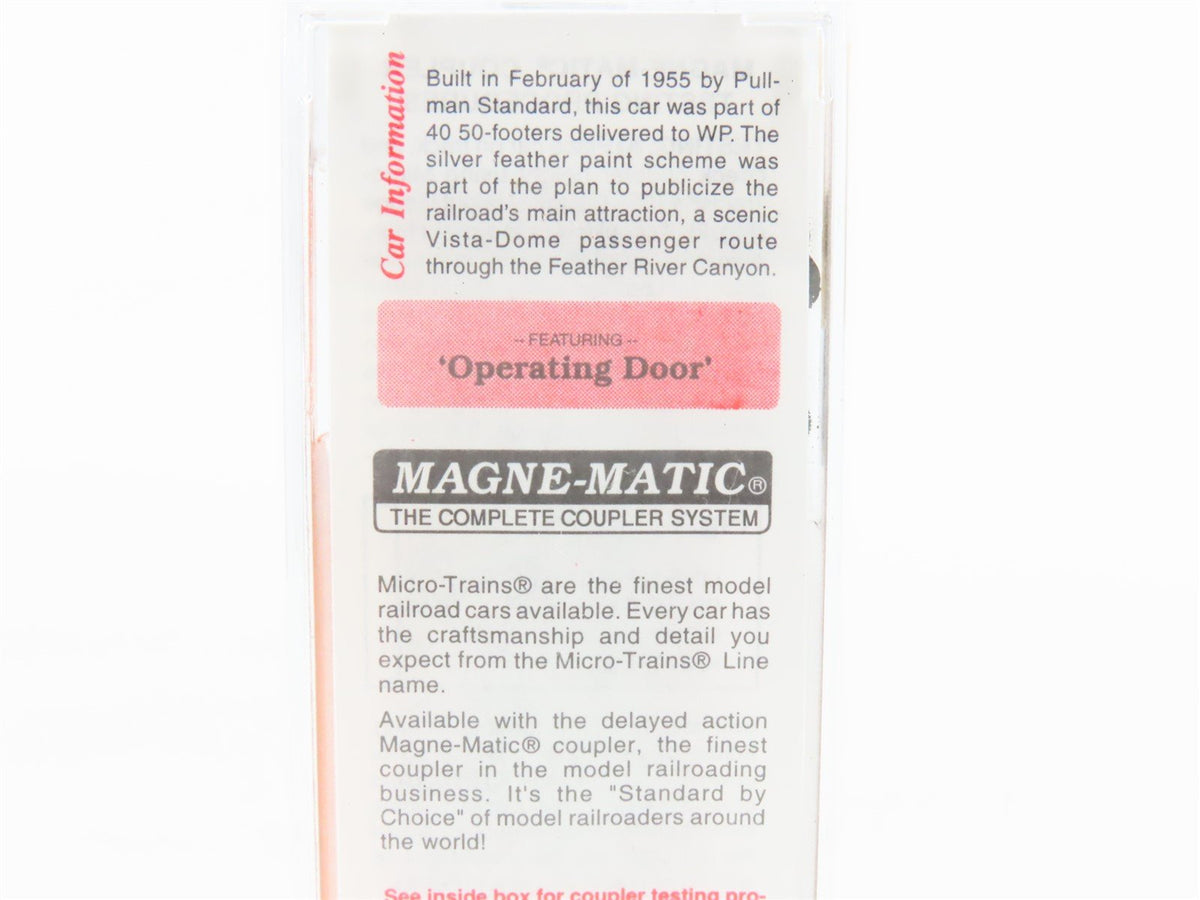 Car Information
Built in February of 1955 by Pull-
man Standard, this car was part of
40 50-footers delivered to WP. The
silver feather paint scheme was
part of the plan to publicize the
railroad's main attraction, a scenic
Vista-Dome passenger route
through the Feather River Canyon.
-- FEATURING --
'Operating Door'
MAGNE-MATIC®
THE COMPLETE COUPLER SYSTEM
Micro-Trains® are the finest model
railroad cars available. Every car has
the craftsmanship and detail you
expect from the Micro-Trains® Line
name.
Available with the delayed action
Magne-Matic® coupler, the finest
coupler in the model railroading
business. It's the "Standard by
Choice" of model railroaders around
the world!
See inside box for coupler testing pro-